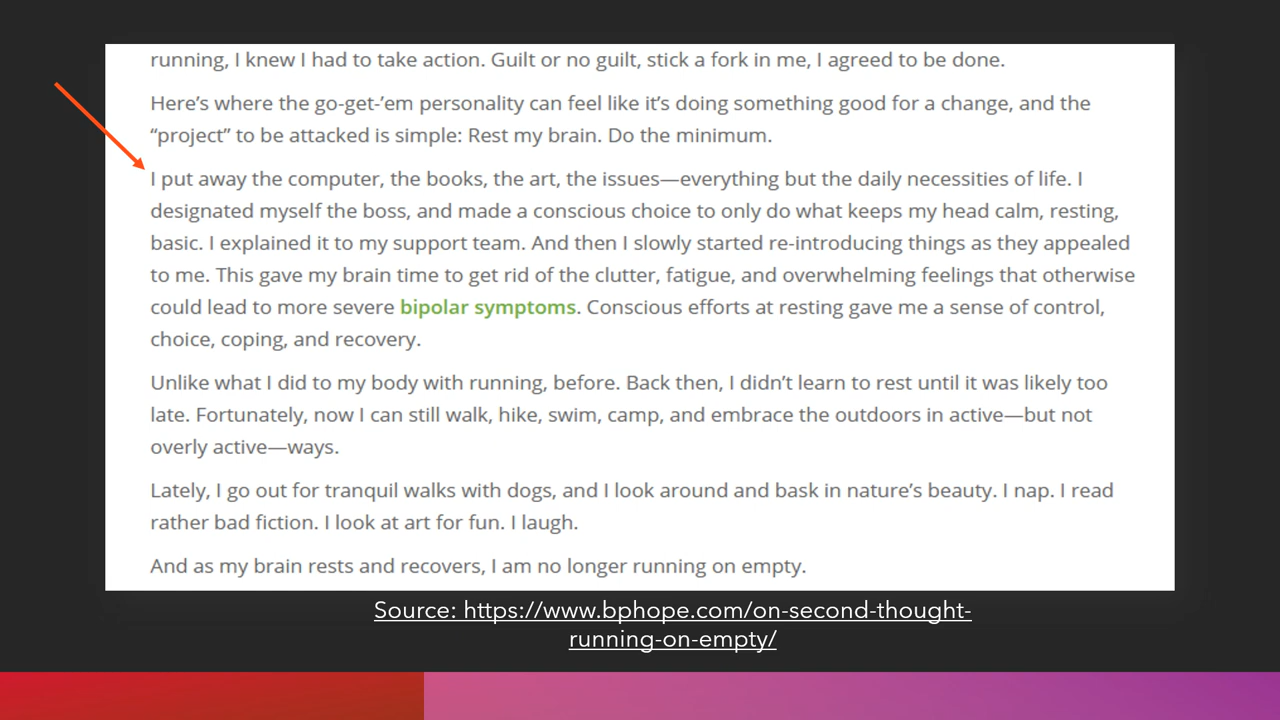 running, I knew I had to take action. Guilt or no guilt, stick a fork in me, I agreed to be done.
Here’s where the go-get-’em personality can feel like it’s doing something good for a change, and the
“project” to be attacked is simple: Rest my brain. Do the minimum.
I put away the computer, the books, the art, the issues—everything but the daily necessities of life. I
designated myself the boss, and made a conscious choice to only do what keeps my head calm, resting,
basic. I explained it to my support team. And then I slowly started re-introducing things as they appealed
to me. This gave my brain time to get rid of the clutter, fatigue, and overwhelming feelings that otherwise
could lead to more severe bipolar symptoms. Conscious efforts at resting gave me a sense of control,
choice, coping, and recovery.
Unlike what I did to my body with running, before. Back then, I didn’t learn to rest until it was likely too
late. Fortunately, now I can still walk, hike, swim, camp, and embrace the outdoors in active—but not
overly active—ways.
Lately, I go out for tranquil walks with dogs, and I look around and bask in nature’s beauty. I nap. I read
rather bad fiction. I look at art for fun. I laugh.
And as my brain rests and recovers, I am no longer running on empty.
Source: https://www.bphope.com/on-second-thought-
running-on-empty/